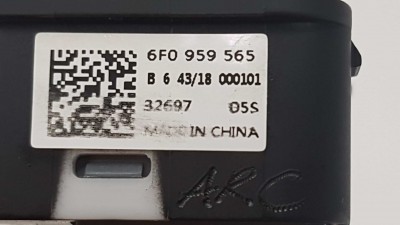 6F0 959 565
B 6 43/18 000101
32697 05S
MADE IN CHINA
ARC